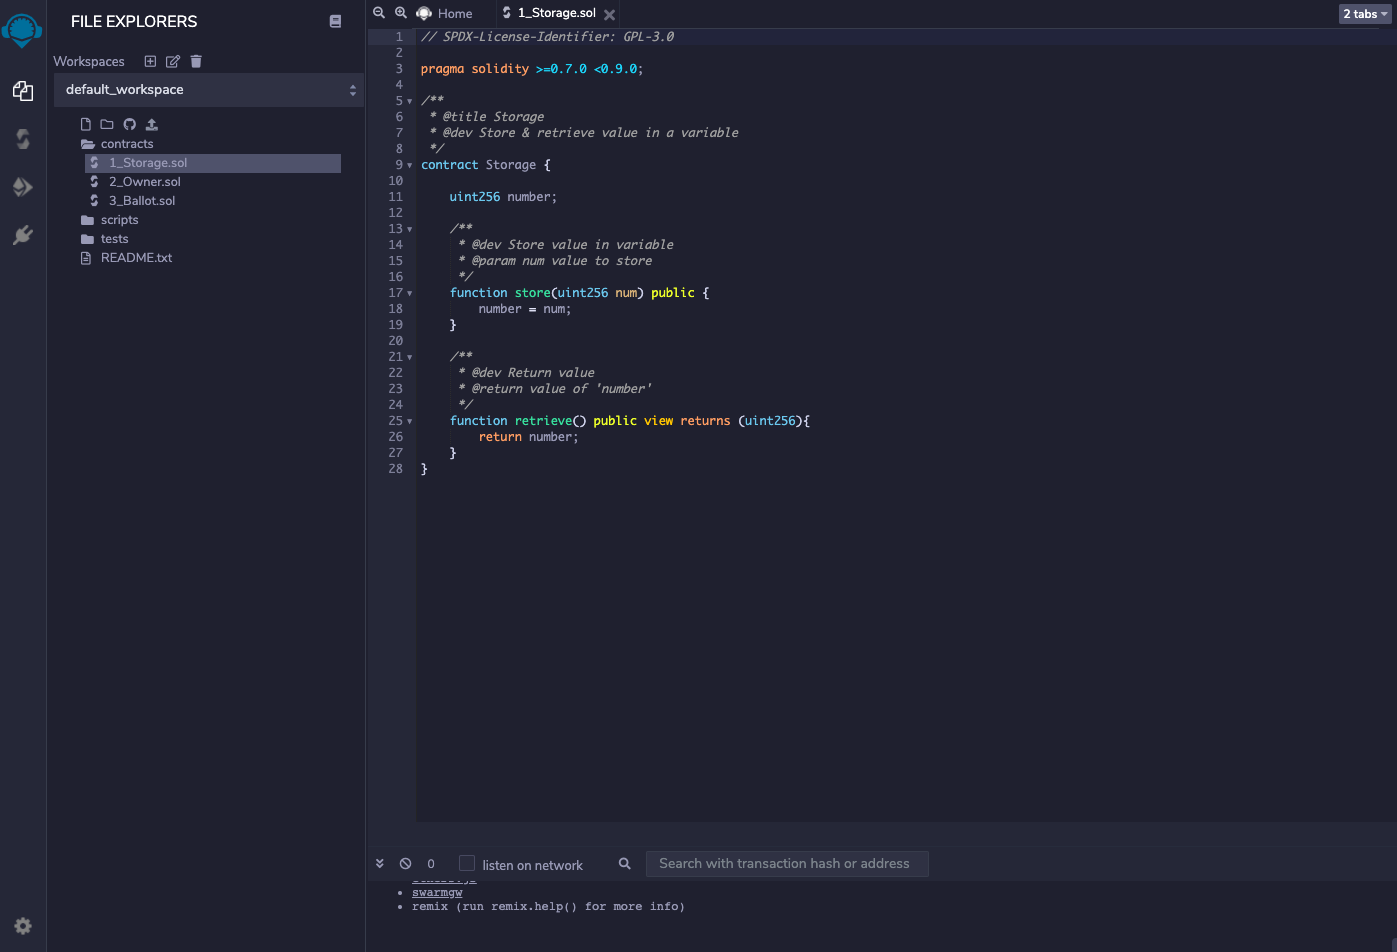 FILE EXPLORERS
Workspaces
default_workspace
contracts
1_Storage.sol
2_Owner.sol
3_Ballot.sol
scripts
tests
README.txt
Home
1_Storage.sol
2 tabs
1 // SPDX-License-Identifier: GPL-3.0
2
3 pragma solidity >=0.7.0 <0.9.0;
4
5 /**
6  * @title Storage
7  * @dev Store & retrieve value in a variable
8  */
9 contract Storage {
10
11     uint256 number;
12
13     /**
14      * @dev Store value in variable
15      * @param num value to store
16      */
17     function store(uint256 num) public {
18         number = num;
19     }
20
21     /**
22      * @dev Return value
23      * @return value of 'number'
24      */
25     function retrieve() public view returns (uint256){
26         return number;
27     }
28 }
0
listen on network
Search with transaction hash or address
• swarmgw
• remix (run remix.help() for more info)